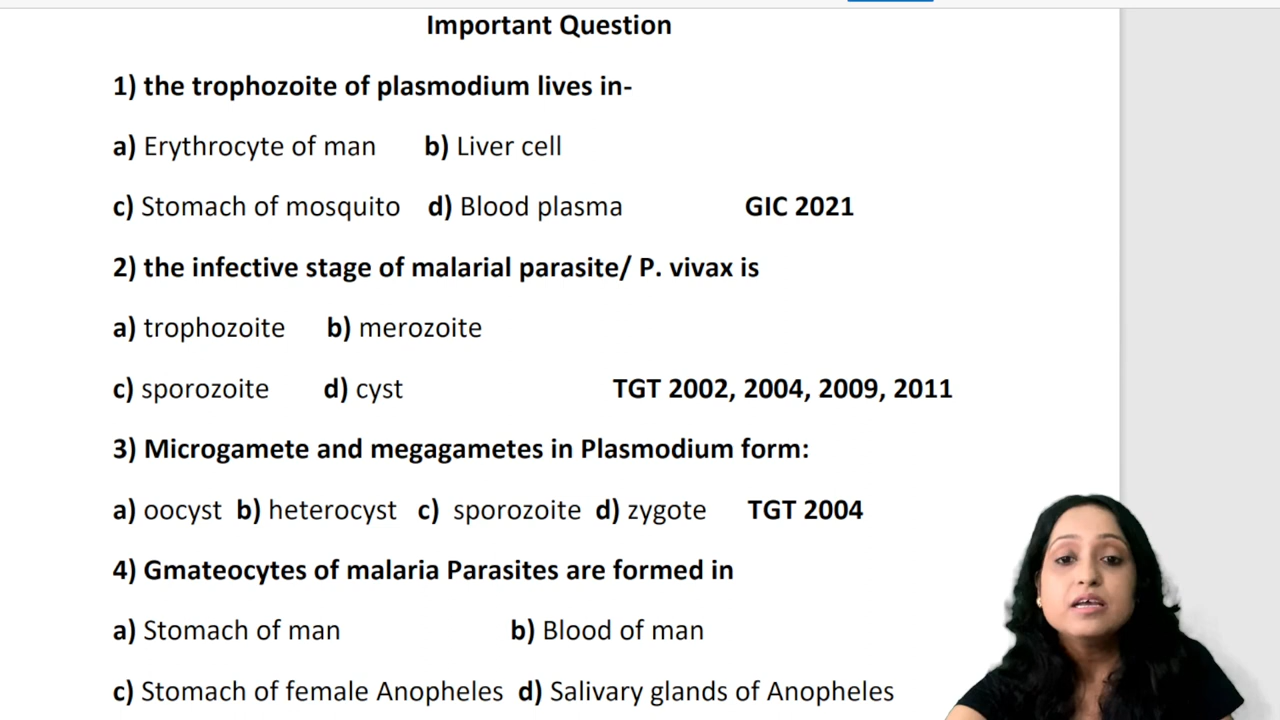 Important Question
1) the trophozoite of plasmodium lives in-
a) Erythrocyte of man b) Liver cell
c) Stomach of mosquito d) Blood plasma GIC 2021
2) the infective stage of malarial parasite/ P. vivax is
a) trophozoite b) merozoite
c) sporozoite d) cyst TGT 2002, 2004, 2009, 2011
3) Microgamete and megagametes in Plasmodium form:
a) oocyst b) heterocyst c) sporozoite d) zygote TGT 2004
4) Gmateocytes of malaria Parasites are formed in
a) Stomach of man b) Blood of man
c) Stomach of female Anopheles d) Salivary glands of Anopheles